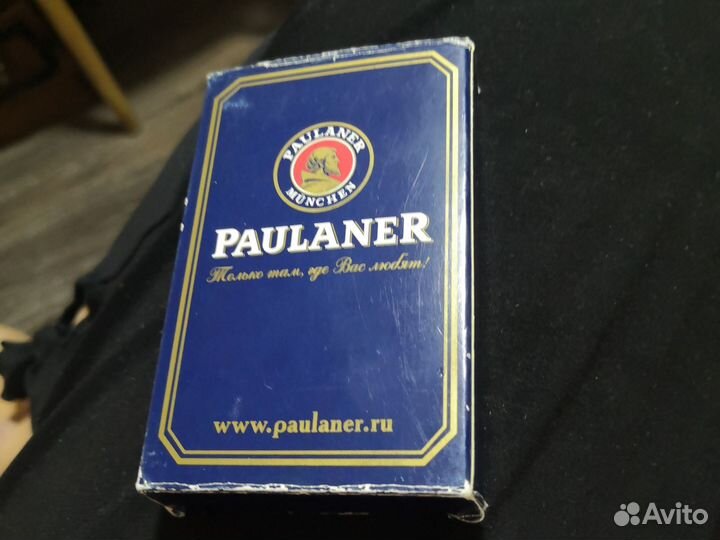 PAULANER
MÜNCHEN
PAULANER
Только там, где Вас любят!
www.paulaner.ru
Avito